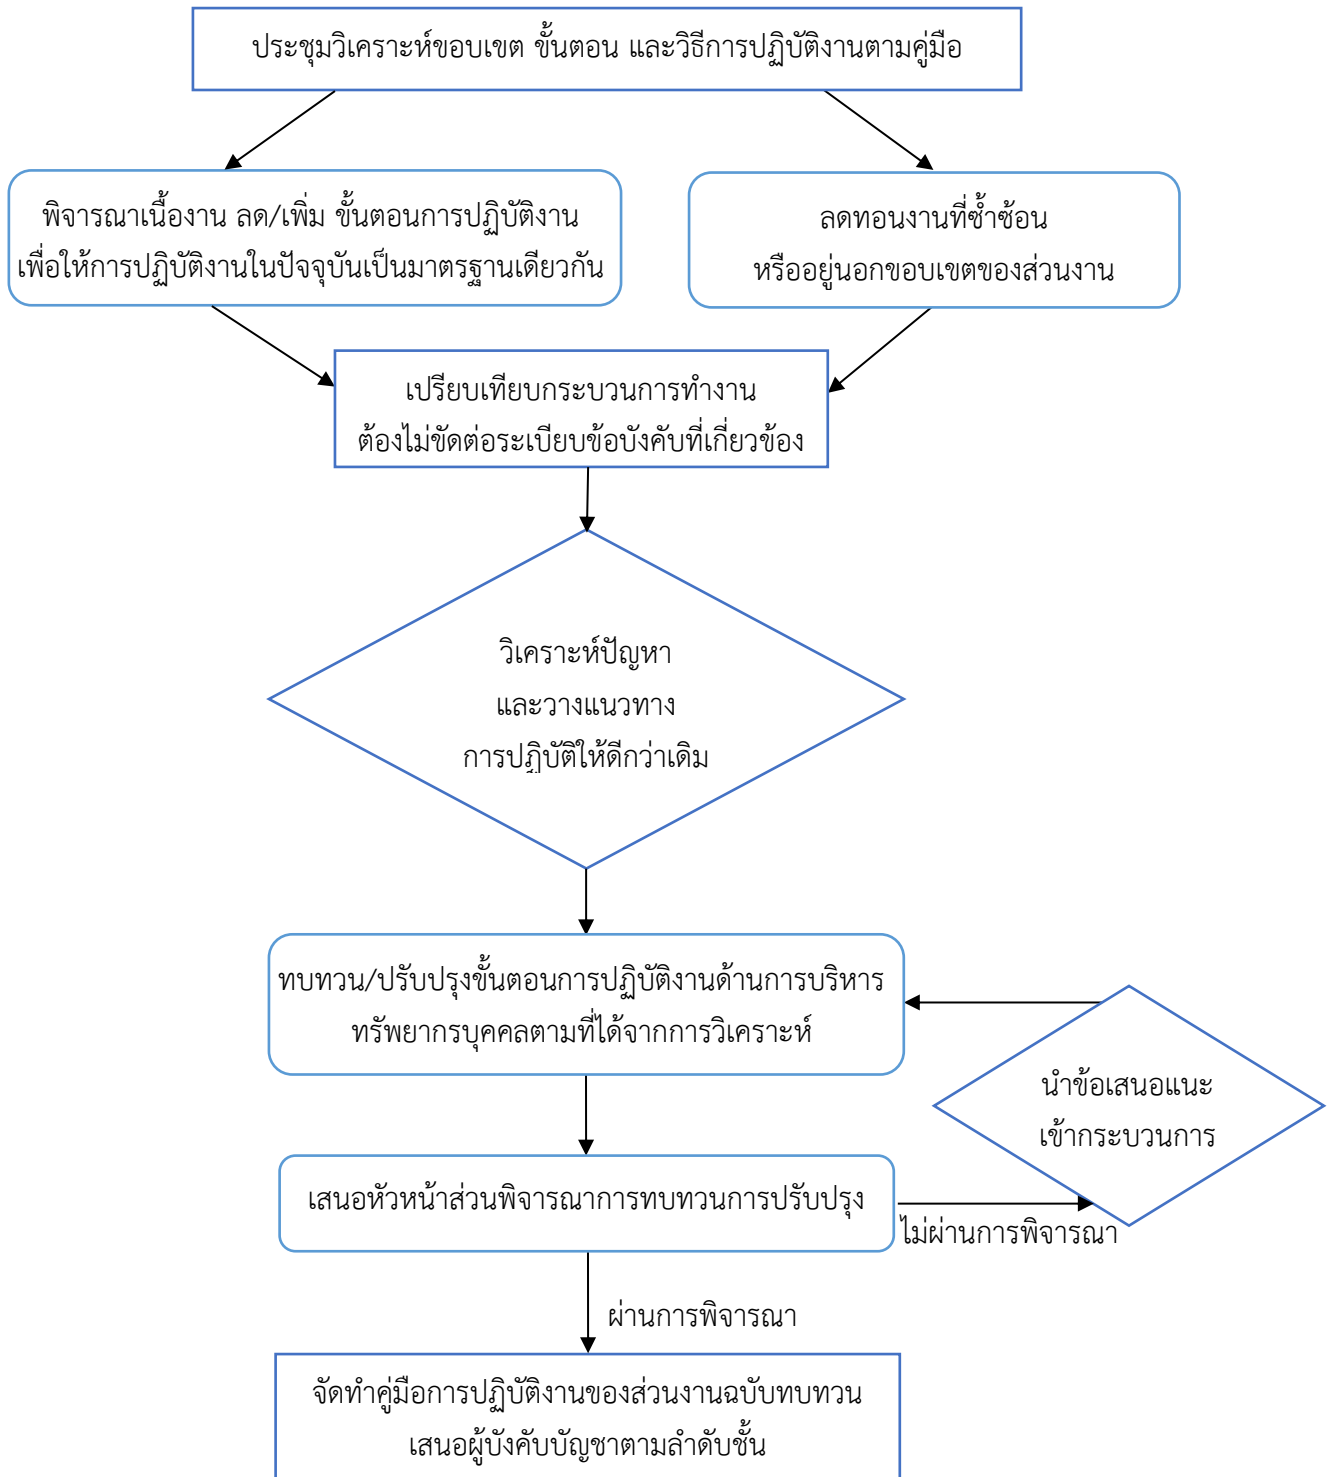 ประชุมวิเคราะห์ขอบเขต ขั้นตอน และวิธีการปฏิบัติงานตามคู่มือ
พิจารณาเนื้องาน ลด/เพิ่ม ขั้นตอนการปฏิบัติงาน
เพื่อให้การปฏิบัติงานในปัจจุบันเป็นมาตรฐานเดียวกัน
ลดทอนงานที่ซ้ำซ้อน
หรืออยู่นอกขอบเขตของส่วนงาน
เปรียบเทียบกระบวนการทำงาน
ต้องไม่ขัดต่อระเบียบข้อบังคับที่เกี่ยวข้อง
วิเคราะห์ปัญหา
และวางแนวทาง
การปฏิบัติให้ดีกว่าเดิม
ทบทวน/ปรับปรุงขั้นตอนการปฏิบัติงานด้านการบริหาร
ทรัพยากรบุคคลตามที่ได้จากการวิเคราะห์
นำข้อเสนอแนะ
เข้ากระบวนการ
เสนอหัวหน้าส่วนพิจารณาการทบทวนการปรับปรุง
ไม่ผ่านการพิจารณา
ผ่านการพิจารณา
จัดทำคู่มือการปฏิบัติงานของส่วนงานฉบับทบทวน
เสนอผู้บังคับบัญชาตามลำดับชั้น